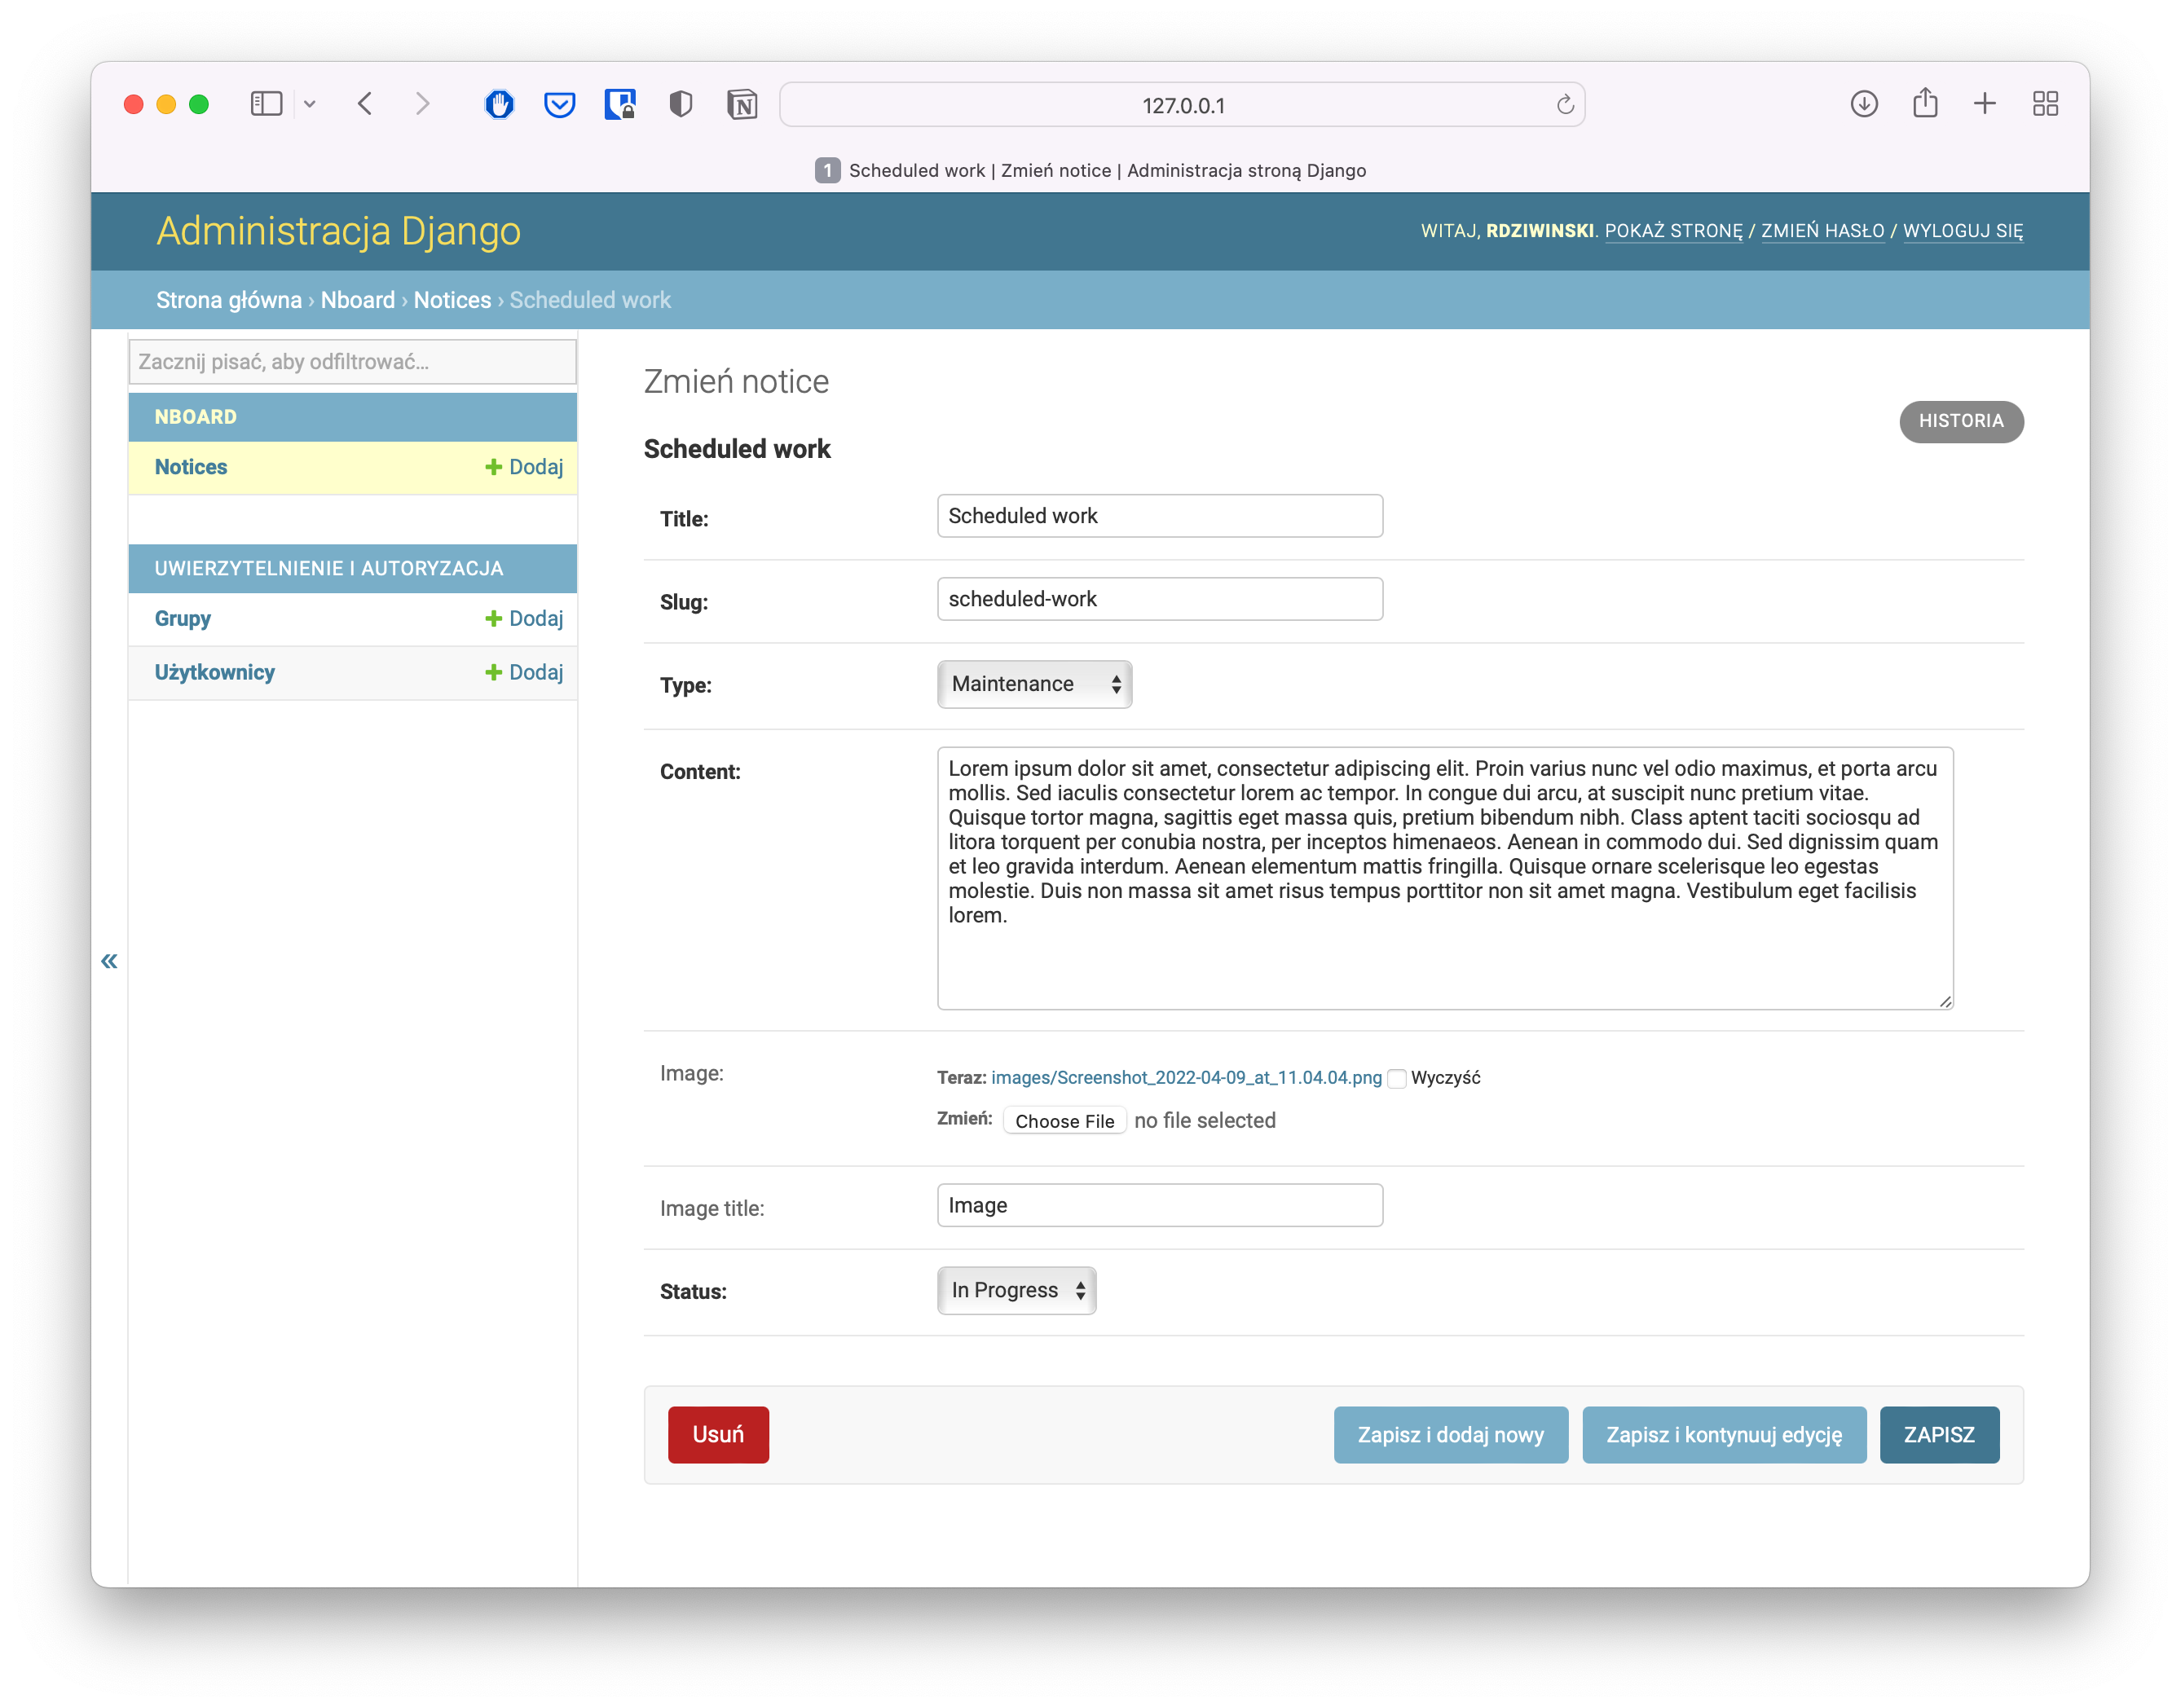 127.0.0.1
1 Scheduled work | Zmień notice | Administracja stroną Django
Administracja Django
WITAJ, RDZIWINSKI. POKAŻ STRONĘ / ZMIEŃ HASŁO / WYLOGUJ SIĘ
Strona główna › Nboard › Notices › Scheduled work
Zacznij pisać, aby odfiltrować...
NBOARD
Notices + Dodaj
UWIERZYTELNIENIE I AUTORYZACJA
Grupy + Dodaj
Użytkownicy + Dodaj
«
Zmień notice
HISTORIA
Scheduled work
Title: Scheduled work
Slug: scheduled-work
Type: Maintenance
Content:
Lorem ipsum dolor sit amet, consectetur adipiscing elit. Proin varius nunc vel odio maximus, et porta arcu
mollis. Sed iaculis consectetur lorem ac tempor. In congue dui arcu, at suscipit nunc pretium vitae.
Quisque tortor magna, sagittis eget massa quis, pretium bibendum nibh. Class aptent taciti sociosqu ad
litora torquent per conubia nostra, per inceptos himenaeos. Aenean in commodo dui. Sed dignissim quam
et leo gravida interdum. Aenean elementum mattis fringilla. Quisque ornare scelerisque leo egestas
molestie. Duis non massa sit amet risus tempus porttitor non sit amet magna. Vestibulum eget facilisis
lorem.
Image: Teraz: images/Screenshot_2022-04-09_at_11.04.04.png Wyczyść
Zmień: Choose File no file selected
Image title: Image
Status: In Progress
Usuń
Zapisz i dodaj nowy
Zapisz i kontynuuj edycję
ZAPISZ